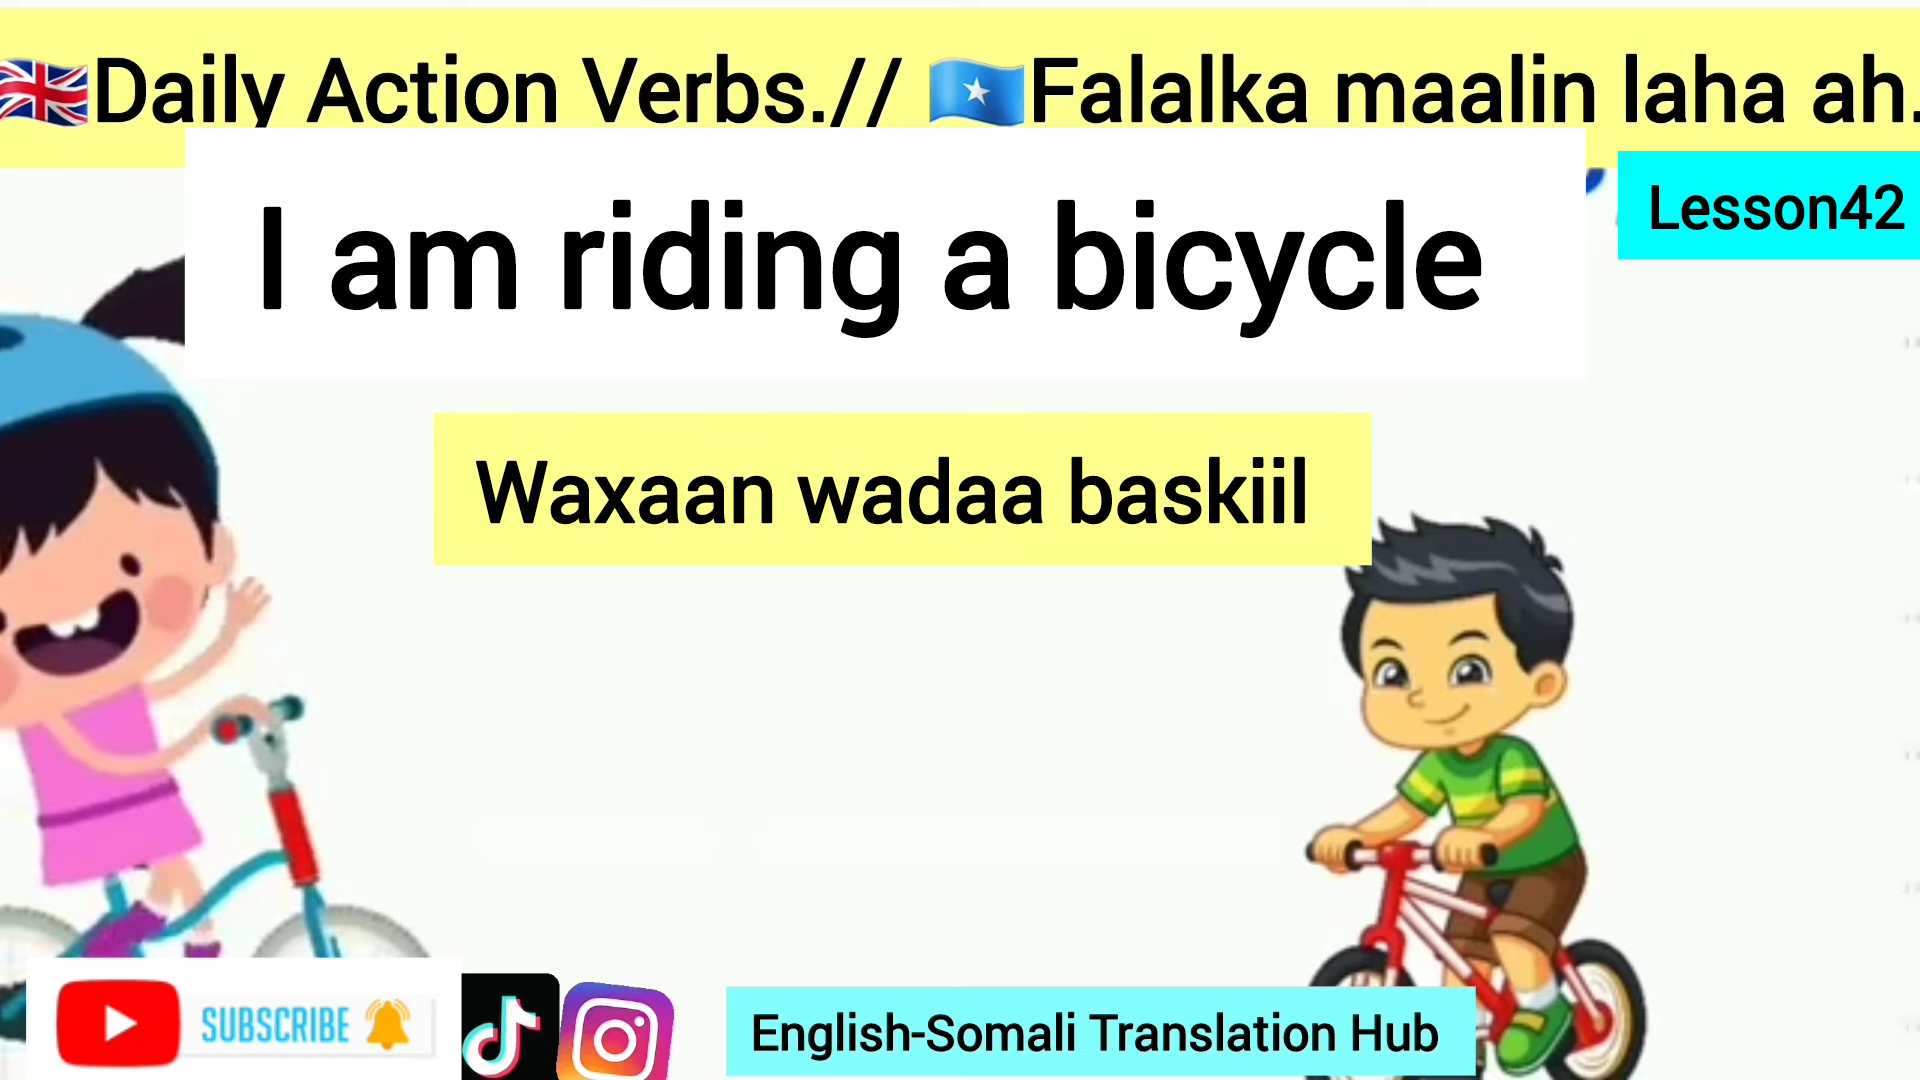 🇬🇧Daily Action Verbs.// 🇸🇴Falalka maalin laha ah.
Lesson42
I am riding a bicycle
Waxaan wadaa baskiil
SUBSCRIBE
English-Somali Translation Hub